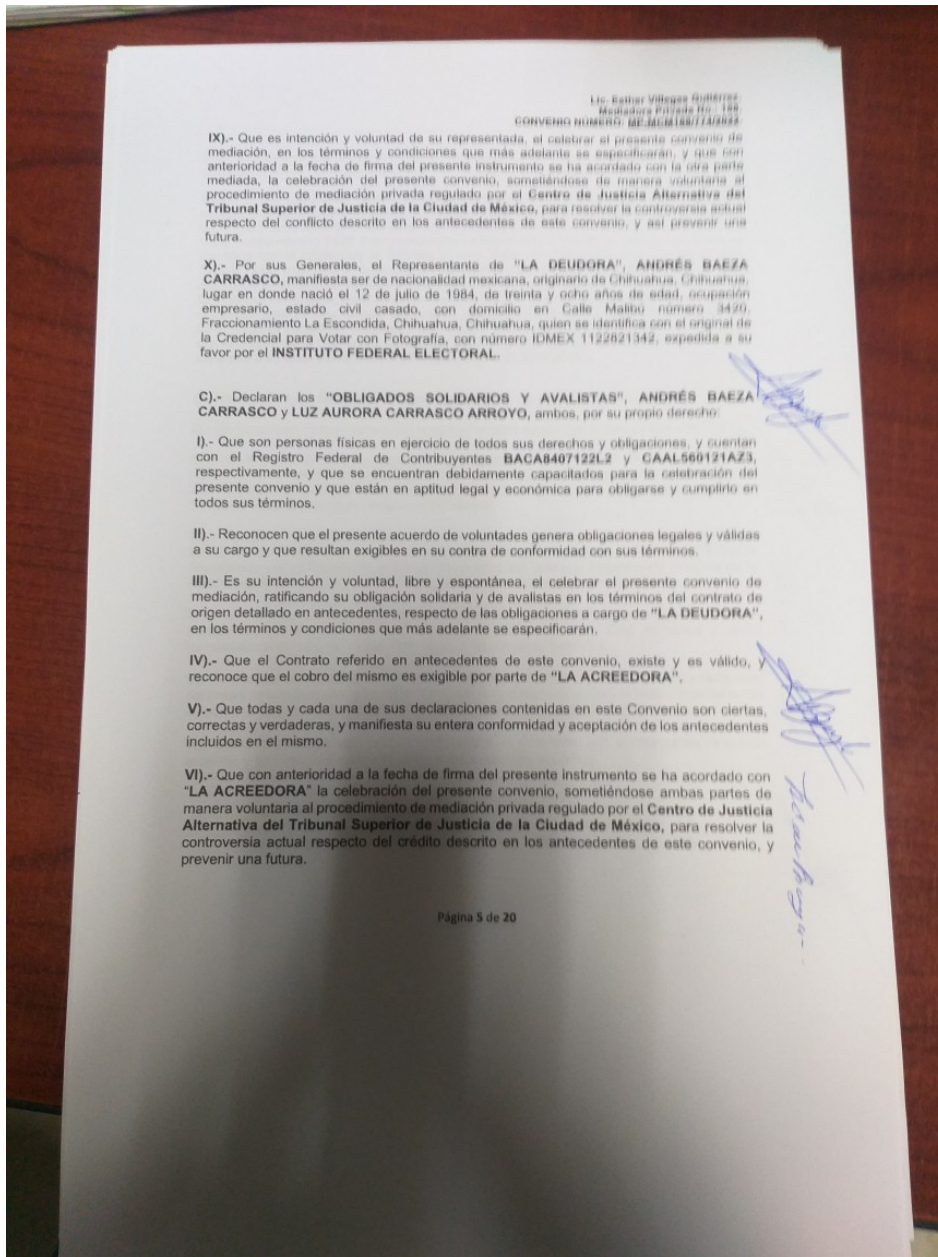 Lic. Esther Villegas Gutiérrez
Mediadora Privada No.
CONVENIO NÚMERO:
IX).- Que es intención y voluntad de su representada, el celebrar el presente convenio de
mediación, en los términos y condiciones que más adelante se especificarán, y que con
anterioridad a la fecha de firma del presente instrumento se ha acordado con la otra parte
mediada, la celebración del presente convenio, sometiéndose de manera voluntaria al
procedimiento de mediación privada regulado por el Centro de Justicia Alternativa del
Tribunal Superior de Justicia de la Ciudad de México, para resolver la controversia actual
respecto del conflicto descrito en los antecedentes de este convenio, y así prevenir una
futura.
X).- Por sus Generales, el Representante de "LA DEUDORA", ANDRÉS BAEZA
CARRASCO, manifiesta ser de nacionalidad mexicana, originario de Chihuahua, Chihuahua,
lugar en donde nació el 12 de julio de 1984, de treinta y ocho años de edad, ocupación
empresario, estado civil casado, con domicilio en Calle Malibu número 3420,
Fraccionamiento La Escondida, Chihuahua, Chihuahua, quien se identifica con el original de
la Credencial para Votar con Fotografía, con número IDMEX 1122621342, expedida a su
favor por el INSTITUTO FEDERAL ELECTORAL.
C).- Declaran los "OBLIGADOS SOLIDARIOS Y AVALISTAS", ANDRÉS BAEZA
CARRASCO y LUZ AURORA CARRASCO ARROYO, ambos, por su propio derecho:
I).- Que son personas físicas en ejercicio de todos sus derechos y obligaciones, y cuentan
con el Registro Federal de Contribuyentes BACA8407122L2 y CAAL560121AZ3,
respectivamente, y que se encuentran debidamente capacitados para la celebración del
presente convenio y que están en aptitud legal y económica para obligarse y cumplirlo en
todos sus términos.
II).- Reconocen que el presente acuerdo de voluntades genera obligaciones legales y válidas
a su cargo y que resultan exigibles en su contra de conformidad con sus términos.
III).- Es su intención y voluntad, libre y espontánea, el celebrar el presente convenio de
mediación, ratificando su obligación solidaria y de avalistas en los términos del contrato de
origen detallado en antecedentes, respecto de las obligaciones a cargo de "LA DEUDORA",
en los términos y condiciones que más adelante se especificarán.
IV).- Que el Contrato referido en antecedentes de este convenio, existe y es válido, y
reconoce que el cobro del mismo es exigible por parte de "LA ACREEDORA".
V).- Que todas y cada una de sus declaraciones contenidas en este Convenio son ciertas,
correctas y verdaderas, y manifiesta su entera conformidad y aceptación de los antecedentes
incluidos en el mismo.
VI).- Que con anterioridad a la fecha de firma del presente instrumento se ha acordado con
"LA ACREEDORA" la celebración del presente convenio, sometiéndose ambas partes de
manera voluntaria al procedimiento de mediación privada regulado por el Centro de Justicia
Alternativa del Tribunal Superior de Justicia de la Ciudad de México, para resolver la
controversia actual respecto del crédito descrito en los antecedentes de este convenio, y
prevenir una futura.
Página 5 de 20